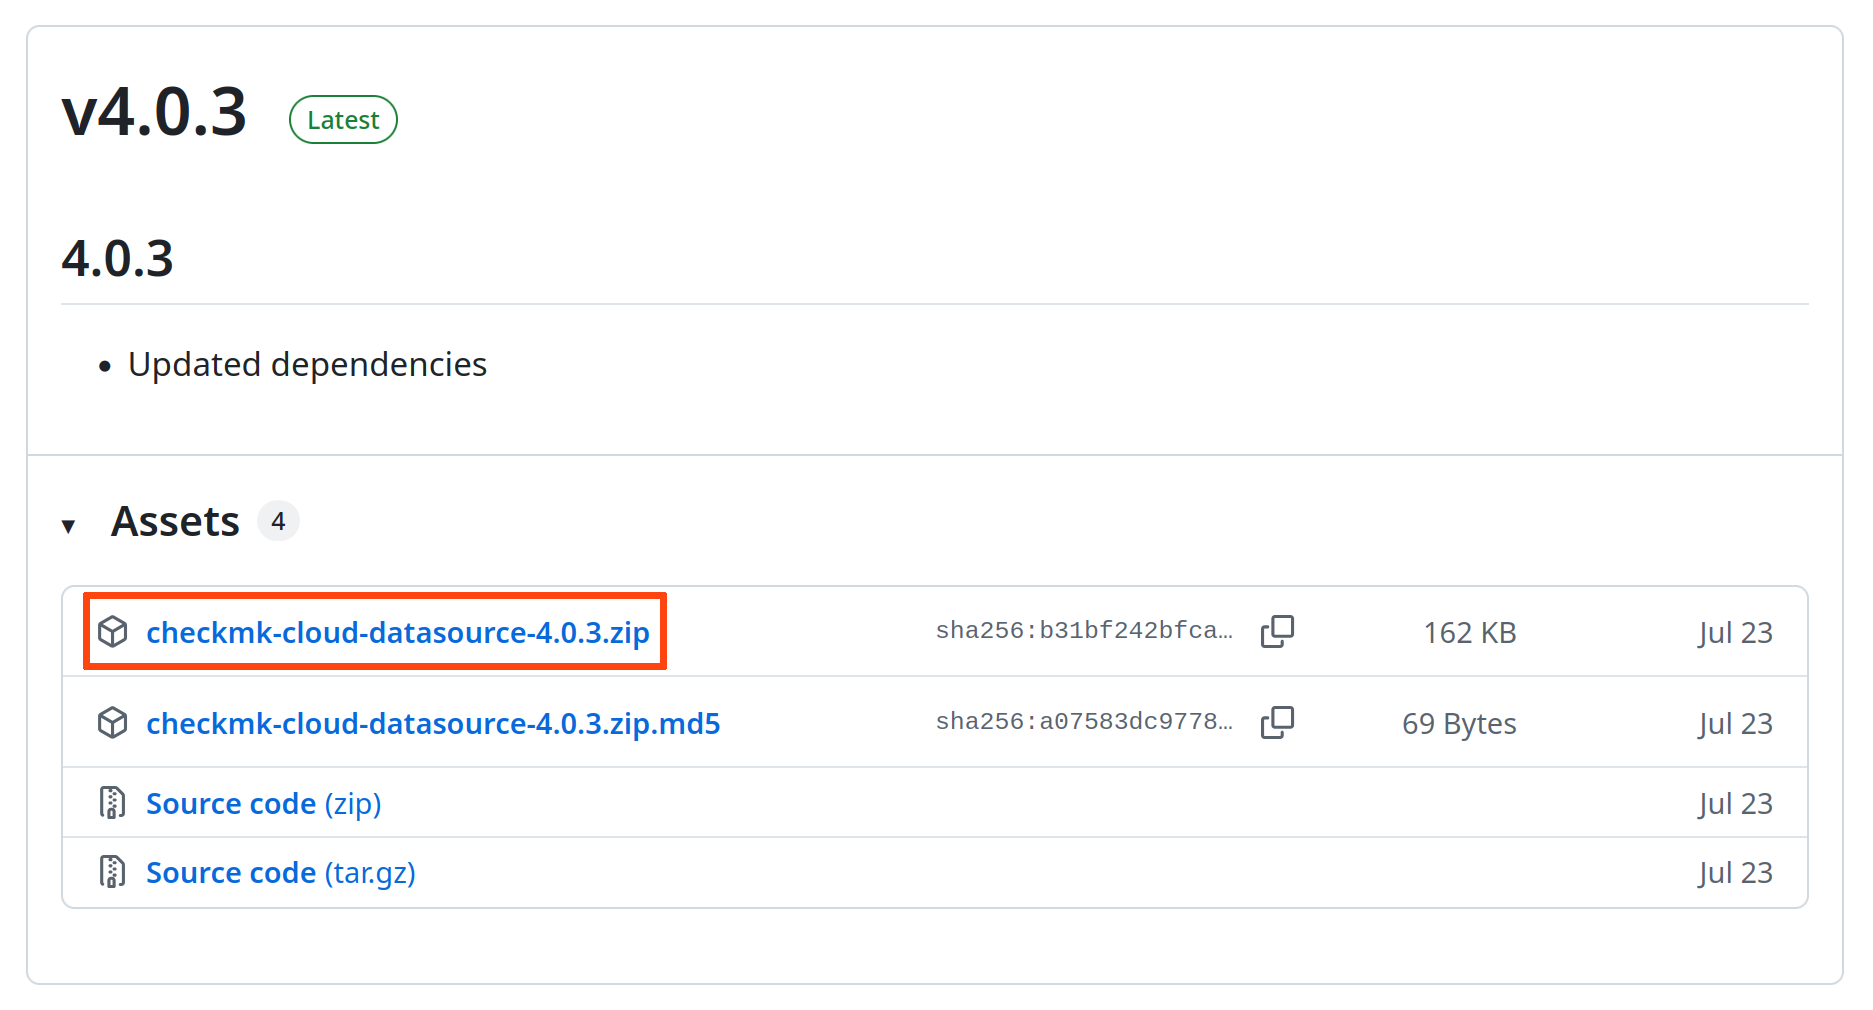 v4.0.3 Latest
4.0.3
• Updated dependencies
Assets 4
checkmk-cloud-datasource-4.0.3.zip sha256:b31bf242bfca… 162 KB Jul 23
checkmk-cloud-datasource-4.0.3.zip.md5 sha256:a07583dc9778… 69 Bytes Jul 23
Source code (zip) Jul 23
Source code (tar.gz) Jul 23